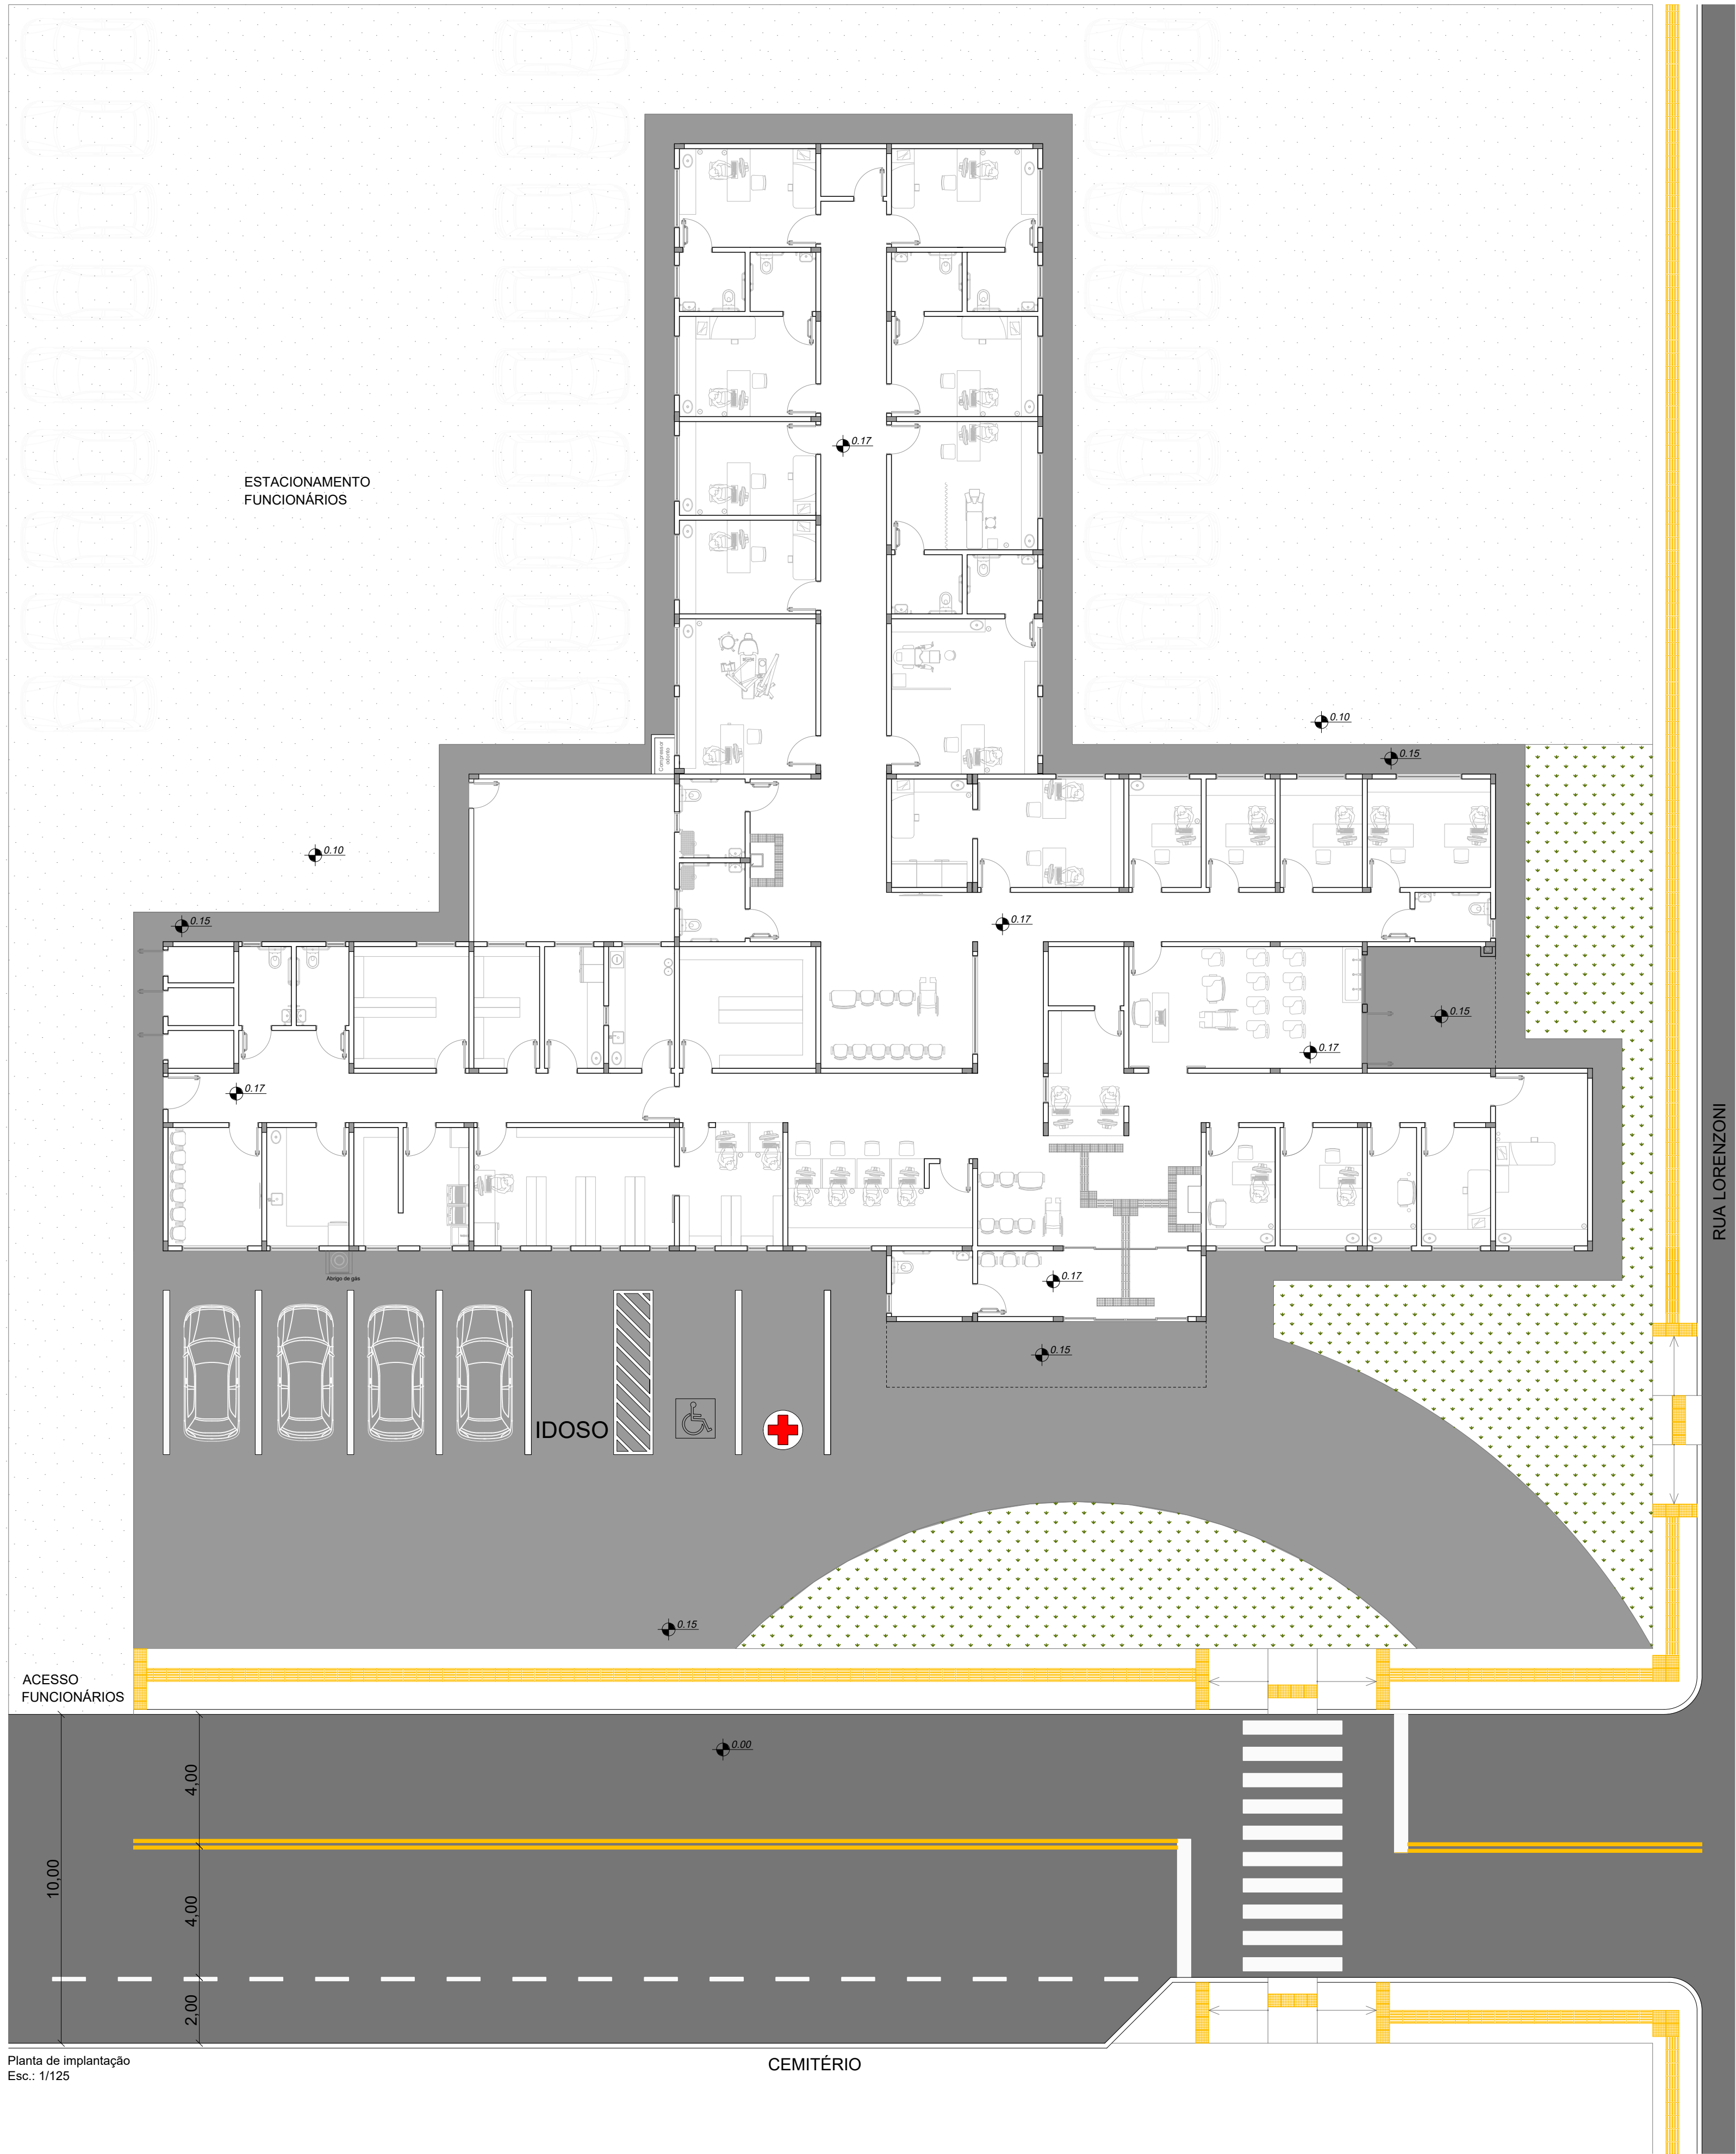 ESTACIONAMENTO
FUNCIONÁRIOS
0.17
0.10
0.15
Compressor
odonto
0.10
0.15
0.17
0.15
0.17
0.17
RUA LORENZONI
Abrigo de gás
0.17
0.15
IDOSO
0.15
ACESSO
FUNCIONÁRIOS
0.00
4,00
10,00
4,00
2,00
Planta de implantação
Esc.: 1/125
CEMITÉRIO